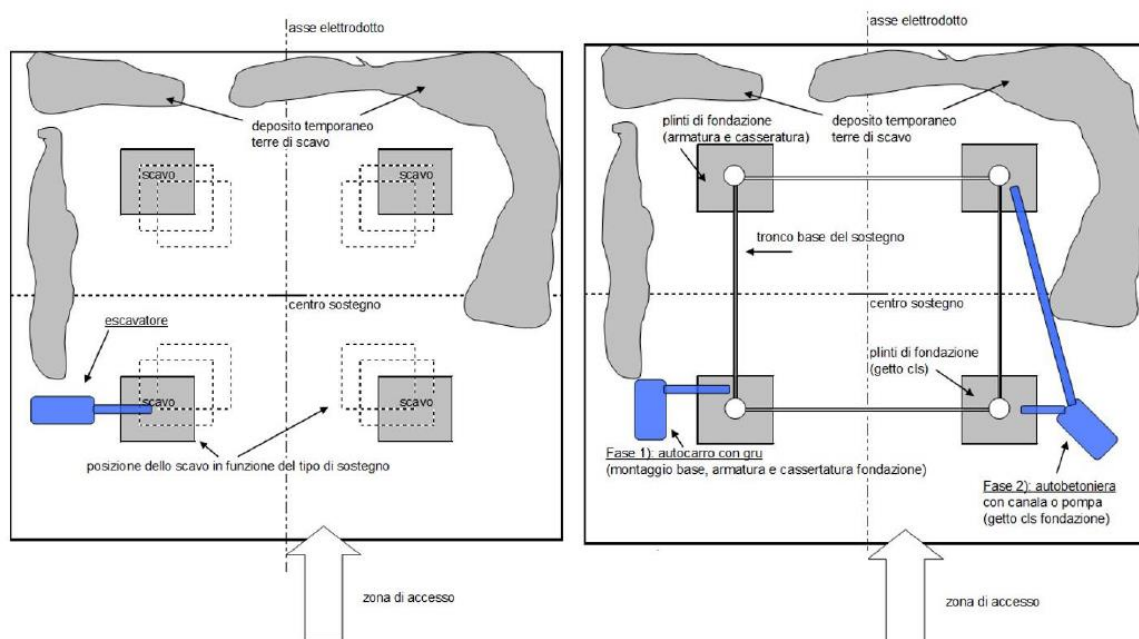 asse elettrodotto
deposito temporaneo
terre di scavo
scavo
scavo
centro sostegno
escavatore
scavo
scavo
posizione dello scavo in funzione del tipo di sostegno
zona di accesso
asse elettrodotto
plinti di fondazione
(armatura e casseratura)
deposito temporaneo
terre di scavo
tronco base del sostegno
centro sostegno
plinti di fondazione
(getto cls)
Fase 1): autocarro con gru
(montaggio base, armatura e cassertatura fondazione)
Fase 2): autobetoniera
con canala o pompa
(getto cls fondazione)
zona di accesso